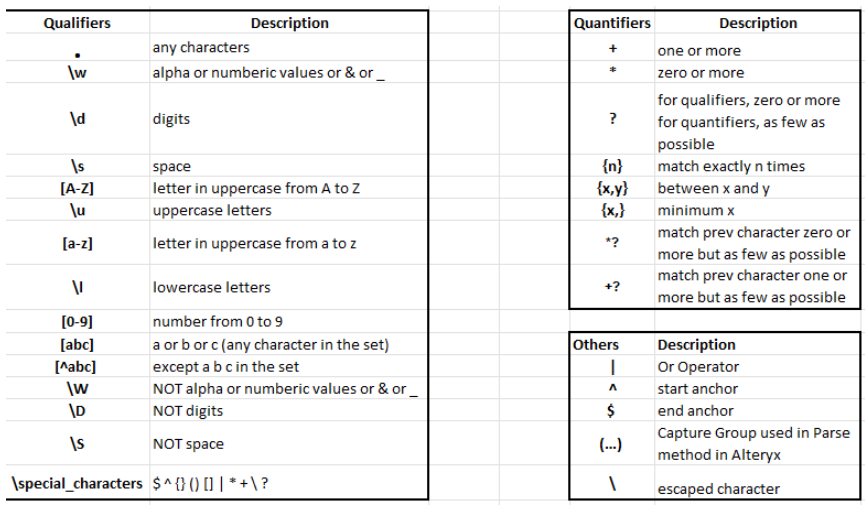 Qualifiers Description
. any characters
\w alpha or numberic values or & or _
\d digits
\s space
[A-Z] letter in uppercase from A to Z
\u uppercase letters
[a-z] letter in uppercase from a to z
\l lowercase letters
[0-9] number from 0 to 9
[abc] a or b or c (any character in the set)
[^abc] except a b c in the set
\W NOT alpha or numberic values or & or _
\D NOT digits
\S NOT space
\special_characters $ ^ {} () [] | * + \ ?
Quantifiers Description
+ one or more
* zero or more
for qualifiers, zero or more
? for quantifiers, as few as
possible
{n} match exactly n times
{x,y} between x and y
{x,} minimum x
*? match prev character zero or
more but as few as possible
+? match prev character one or
more but as few as possible
Others Description
| Or Operator
^ start anchor
$ end anchor
(...) Capture Group used in Parse
method in Alteryx
\ escaped character